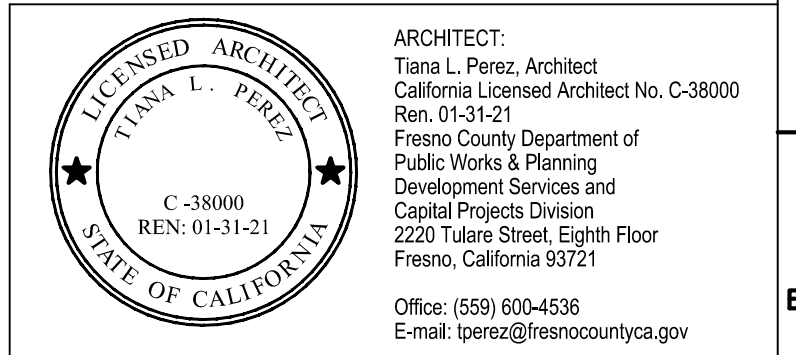 LICENSED ARCHITECT
TIANA L. PEREZ
C -38000
REN: 01-31-21
STATE OF CALIFORNIA
ARCHITECT:
Tiana L. Perez, Architect
California Licensed Architect No. C-38000
Ren. 01-31-21
Fresno County Department of
Public Works & Planning
Development Services and
Capital Projects Division
2220 Tulare Street, Eighth Floor
Fresno, California 93721
Office: (559) 600-4536
E-mail: tperez@fresnocountyca.gov